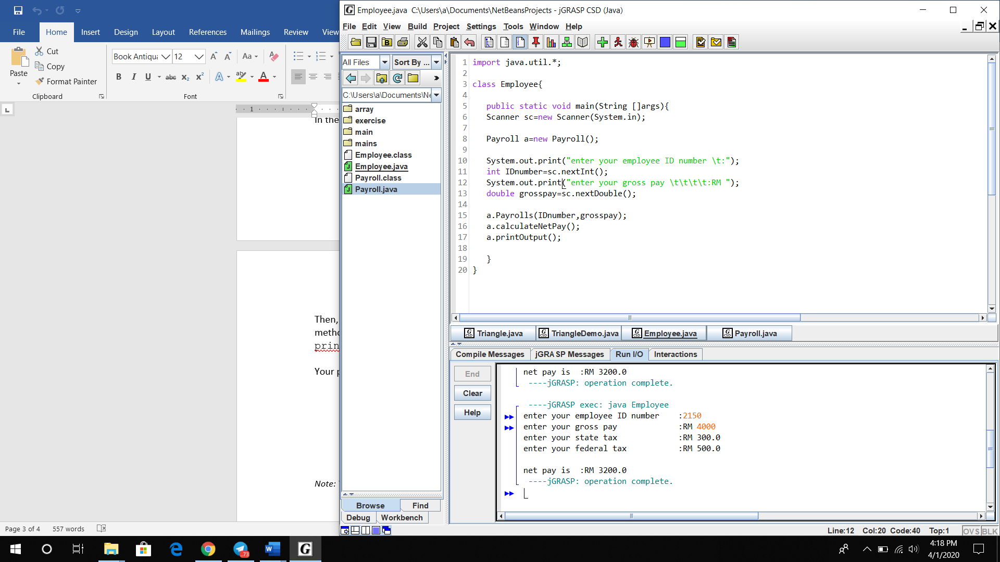 File
Home
Insert
Design
Layout
References
Mailings
Review
View
Paste
Cut
Copy
Format Painter
Clipboard
Book Antiqua
12
Aa
B I U abc x₂ x²
Font
1
In the
Then,
metho
prin
Your p
Note:
Page 3 of 4
557 words
Employee.java  C:\Users\a\Documents\NetBeansProjects - jGRASP CSD (Java)
File Edit View Build Project Settings Tools Window Help
All Files
Sort By ...
C:\Users\a\Documents\Ne
array
exercise
main
mains
Employee.class
Employee.java
Payroll.class
Payroll.java
Browse
Find
Debug
Workbench
1 import java.util.*;
2
3 class Employee{
4
5    public static void main(String []args){
6    Scanner sc=new Scanner(System.in);
7
8    Payroll a=new Payroll();
9
10    System.out.print("enter your employee ID number \t:");
11    int IDnumber=sc.nextInt();
12    System.out.print("enter your gross pay \t\t\t\t:RM ");
13    double grosspay=sc.nextDouble();
14
15    a.Payrolls(IDnumber,grosspay);
16    a.calculateNetPay();
17    a.printOutput();
18
19    }
20 }
Triangle.java
TriangleDemo.java
Employee.java
Payroll.java
Compile Messages
jGRASP Messages
Run I/O
Interactions
End
Clear
Help
net pay is  :RM 3200.0
----jGRASP: operation complete.
----jGRASP exec: java Employee
enter your employee ID number    :2150
enter your gross pay             :RM 4000
enter your state tax             :RM 300.0
enter your federal tax           :RM 500.0
net pay is  :RM 3200.0
----jGRASP: operation complete.
Line:12 Col:20 Code:40 Top:1 OVS BLK
4:18 PM
4/1/2020